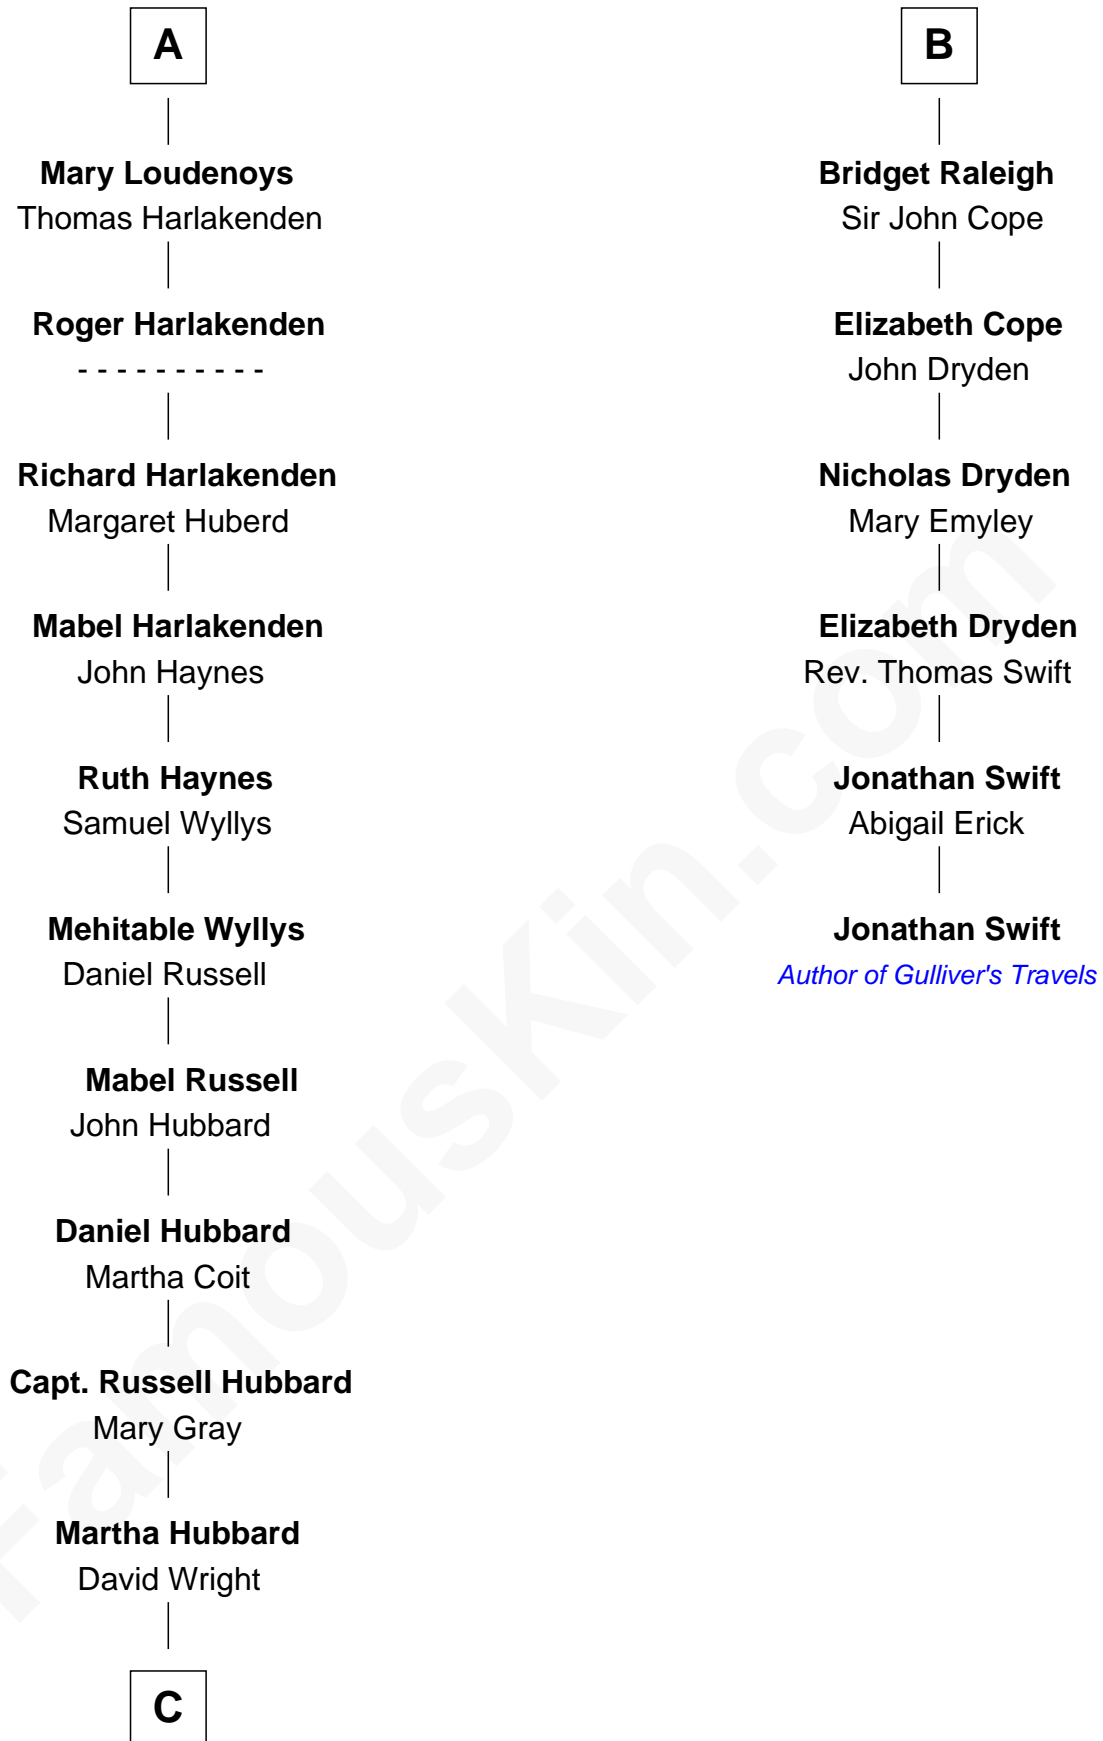 A
Mary Loudenoys
Thomas Harlakenden
Roger Harlakenden
- - - - - - - - - -
Richard Harlakenden
Margaret Huberd
Mabel Harlakenden
John Haynes
Ruth Haynes
Samuel Wyllys
Mehitable Wyllys
Daniel Russell
Mabel Russell
John Hubbard
Daniel Hubbard
Martha Coit
Capt. Russell Hubbard
Mary Gray
Martha Hubbard
David Wright
C
B
Bridget Raleigh
Sir John Cope
Elizabeth Cope
John Dryden
Nicholas Dryden
Mary Emyley
Elizabeth Dryden
Rev. Thomas Swift
Jonathan Swift
Abigail Erick
Jonathan Swift
Author of Gulliver's Travels
FamousKin.com